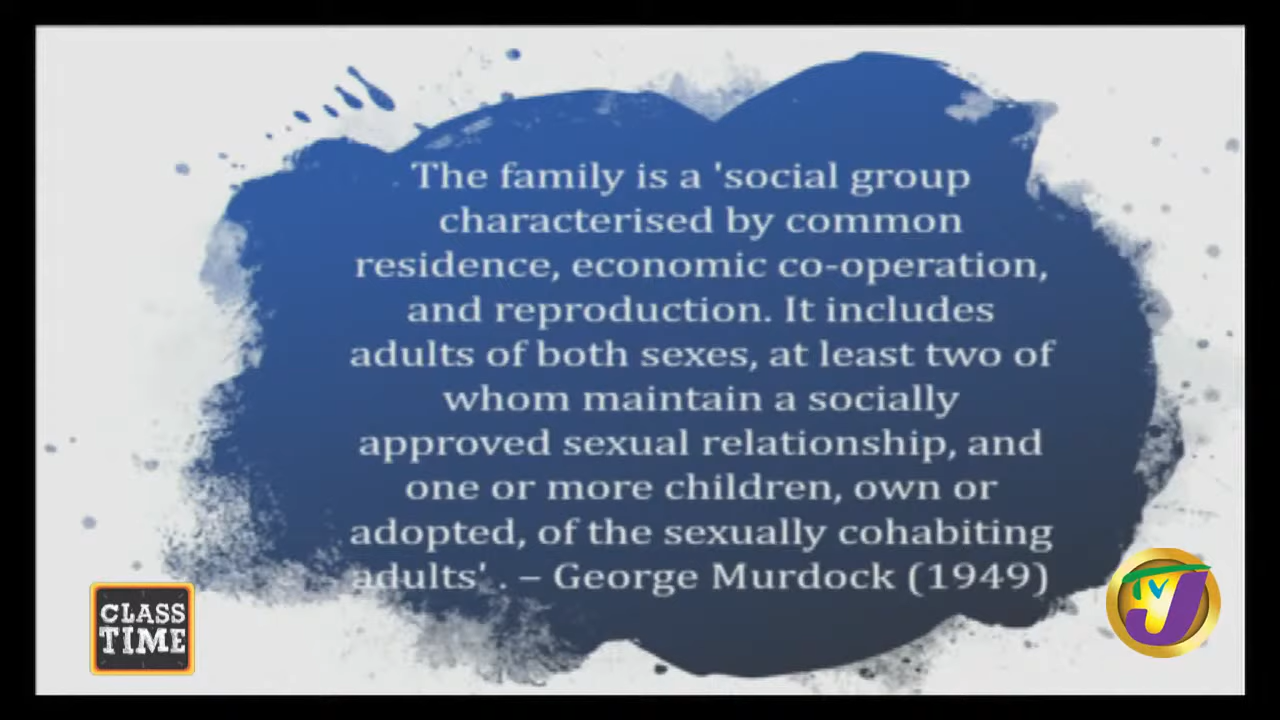 The family is a 'social group
characterised by common
residence, economic co-operation,
and reproduction. It includes
adults of both sexes, at least two of
whom maintain a socially
approved sexual relationship, and
one or more children, own or
adopted, of the sexually cohabiting
adults' . – George Murdock (1949)
CLASS
TIME
TVJ